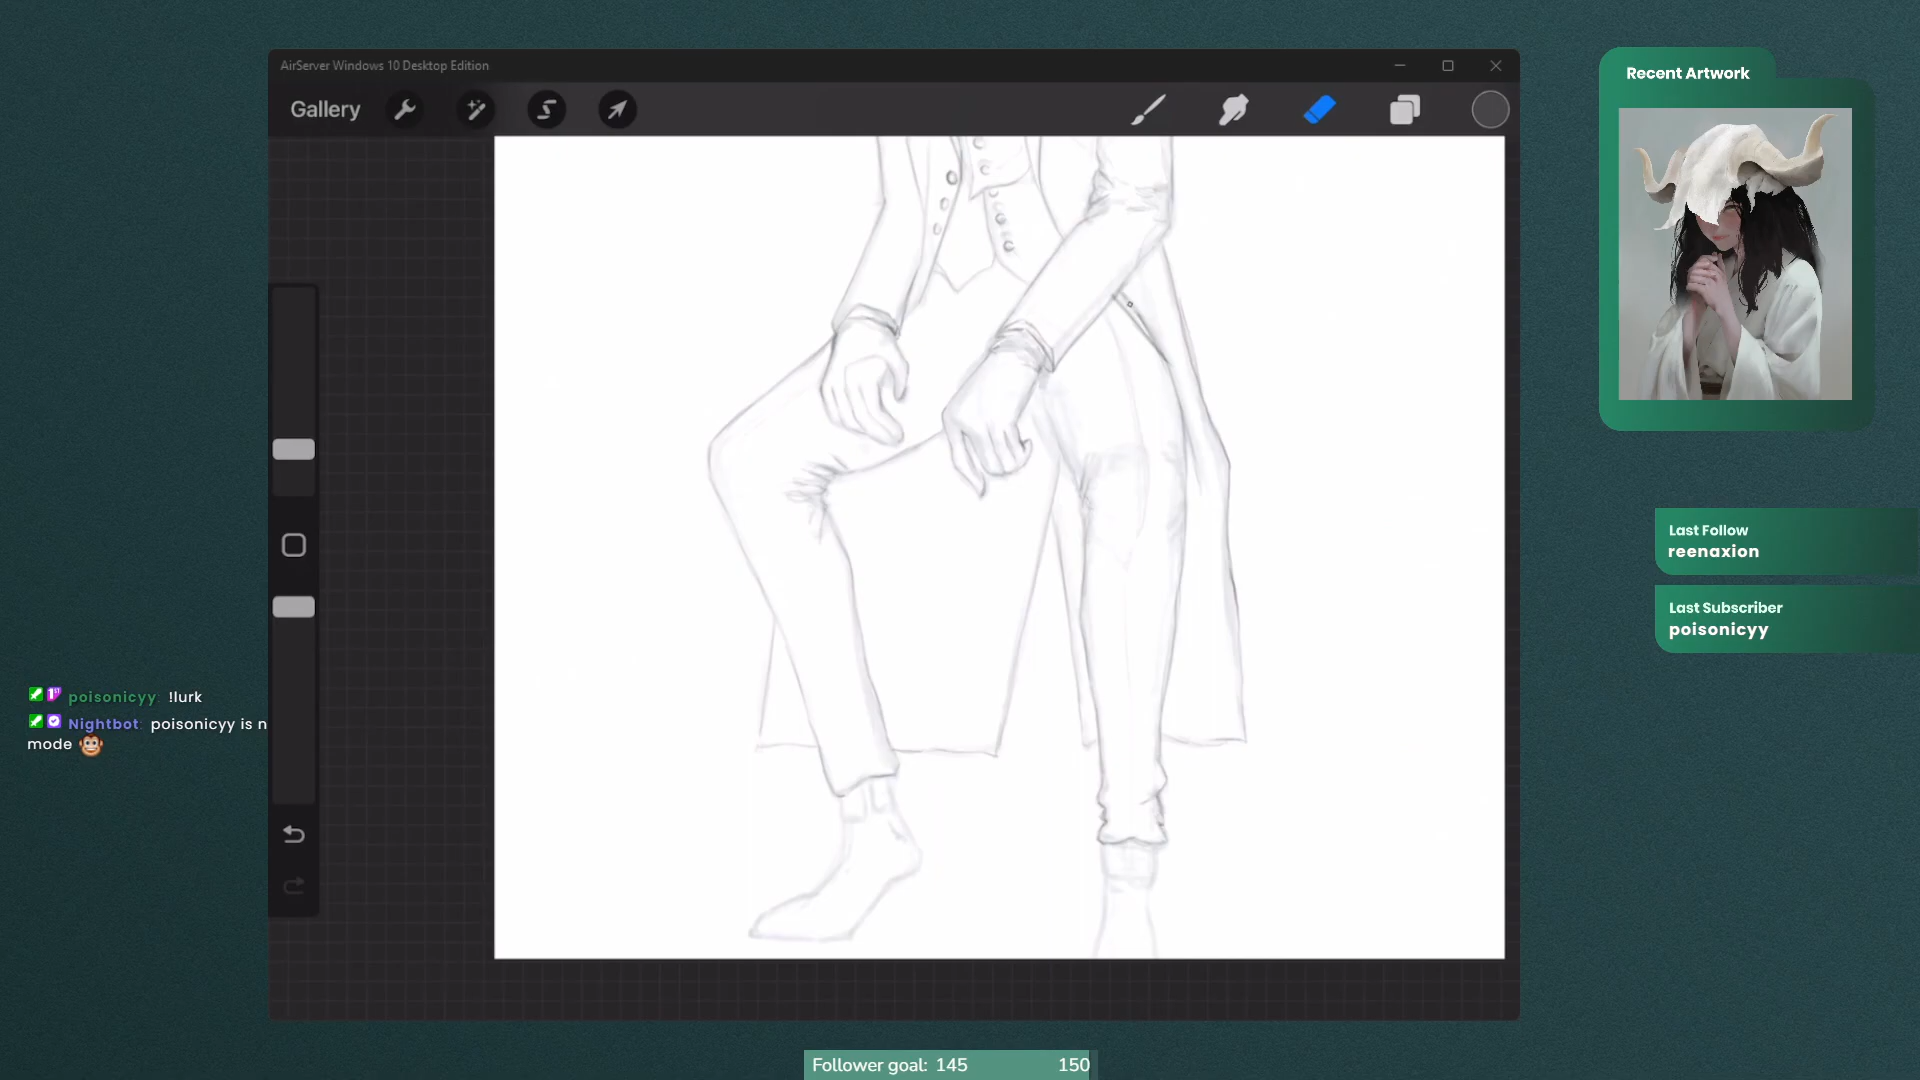 AirServer Windows 10 Desktop Edition
Gallery
Recent Artwork
Last Follow
reenaxion
Last Subscriber
poisonicyy
poisonicyy: !lurk
Nightbot: poisonicyy is n
mode
Follower goal: 145 150